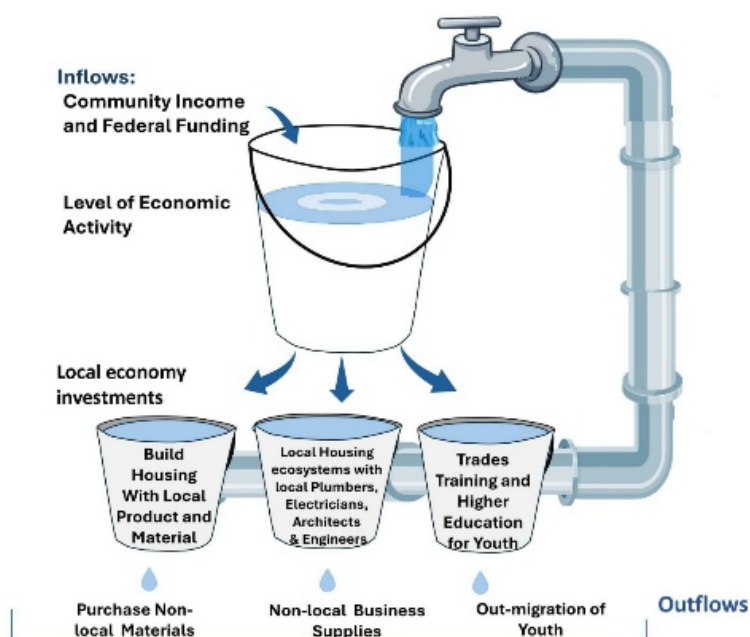 Inflows:
Community Income
and Federal Funding
Level of Economic
Activity
Local economy
investments
Build
Housing
With Local
Product and
Material
Local Housing
ecosystems with
local Plumbers,
Electricians,
Architects
& Engineers
Trades
Training and
Higher
Education
for Youth
Purchase Non-
local Materials
Non-local Business
Supplies
Out-migration of
Youth
Outflows